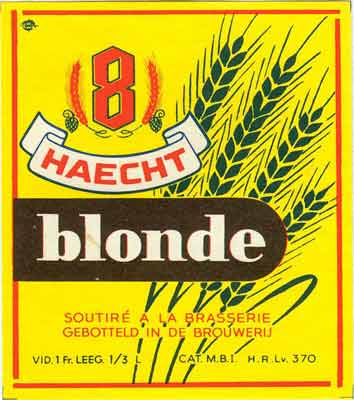 8
HAECHT
blonde
SOUTIRÉ A LA BRASSERIE
GEBOTTELD IN DE BROUWERIJ
VID. 1 Fr. LEEG. 1/3 L CAT. M.B.I. H.R.Lv. 370